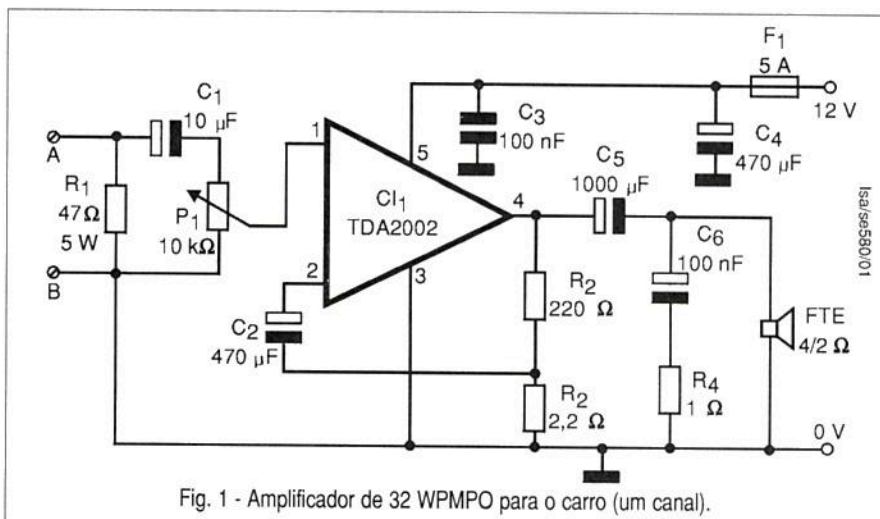 F1
5 A
12 V
C1
10 µF
A
R1
47Ω
5 W
B
P1
10 kΩ
1
2
3
4
5
CI1
TDA2002
C2
470 µF
C3
100 nF
C4
470 µF
C5
1000 µF
C6
100 nF
R2
220 Ω
R2
2,2 Ω
R4
1 Ω
FTE
4/2 Ω
0 V
Isa/se580/01
Fig. 1 - Amplificador de 32 WPMPO para o carro (um canal).